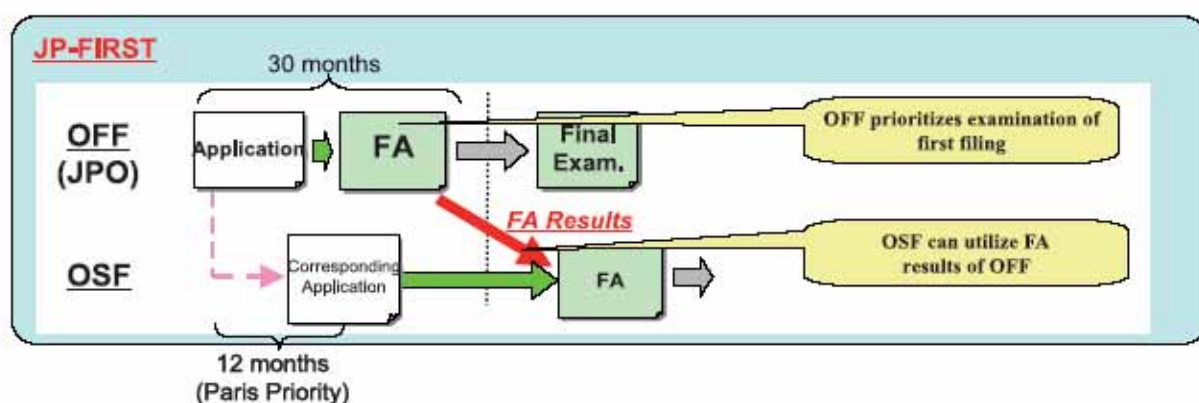 JP-FIRST
30 months
OFF
(JPO)
Application
FA
Final
Exam.
OFF prioritizes examination of
first filing
FA Results
OSF
Corresponding
Application
FA
OSF can utilize FA
results of OFF
12 months
(Paris Priority)